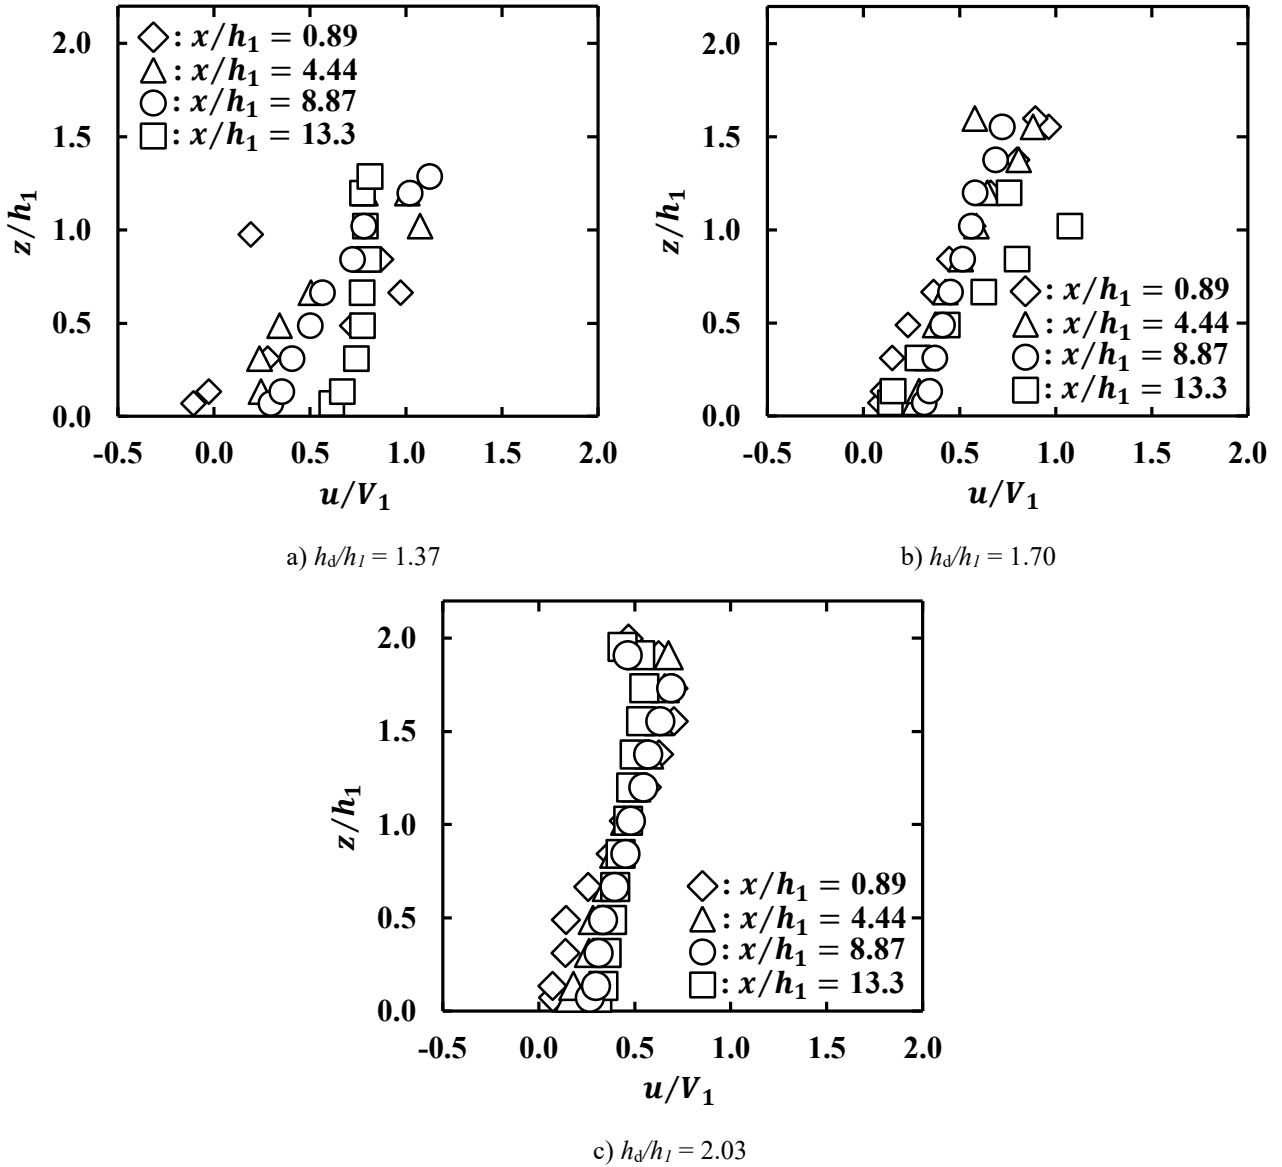 2.0
1.5
1.0
0.5
0.0
z/h₁
: x/h₁ = 0.89
: x/h₁ = 4.44
: x/h₁ = 8.87
: x/h₁ = 13.3
-0.5 0.0 0.5 1.0 1.5 2.0
u/V₁
a) h_d/h_1 = 1.37
2.0
1.5
1.0
0.5
0.0
z/h₁
: x/h₁ = 0.89
: x/h₁ = 4.44
: x/h₁ = 8.87
: x/h₁ = 13.3
-0.5 0.0 0.5 1.0 1.5 2.0
u/V₁
b) h_d/h_1 = 1.70
2.0
1.5
1.0
0.5
0.0
z/h₁
: x/h₁ = 0.89
: x/h₁ = 4.44
: x/h₁ = 8.87
: x/h₁ = 13.3
-0.5 0.0 0.5 1.0 1.5 2.0
u/V₁
c) h_d/h_1 = 2.03